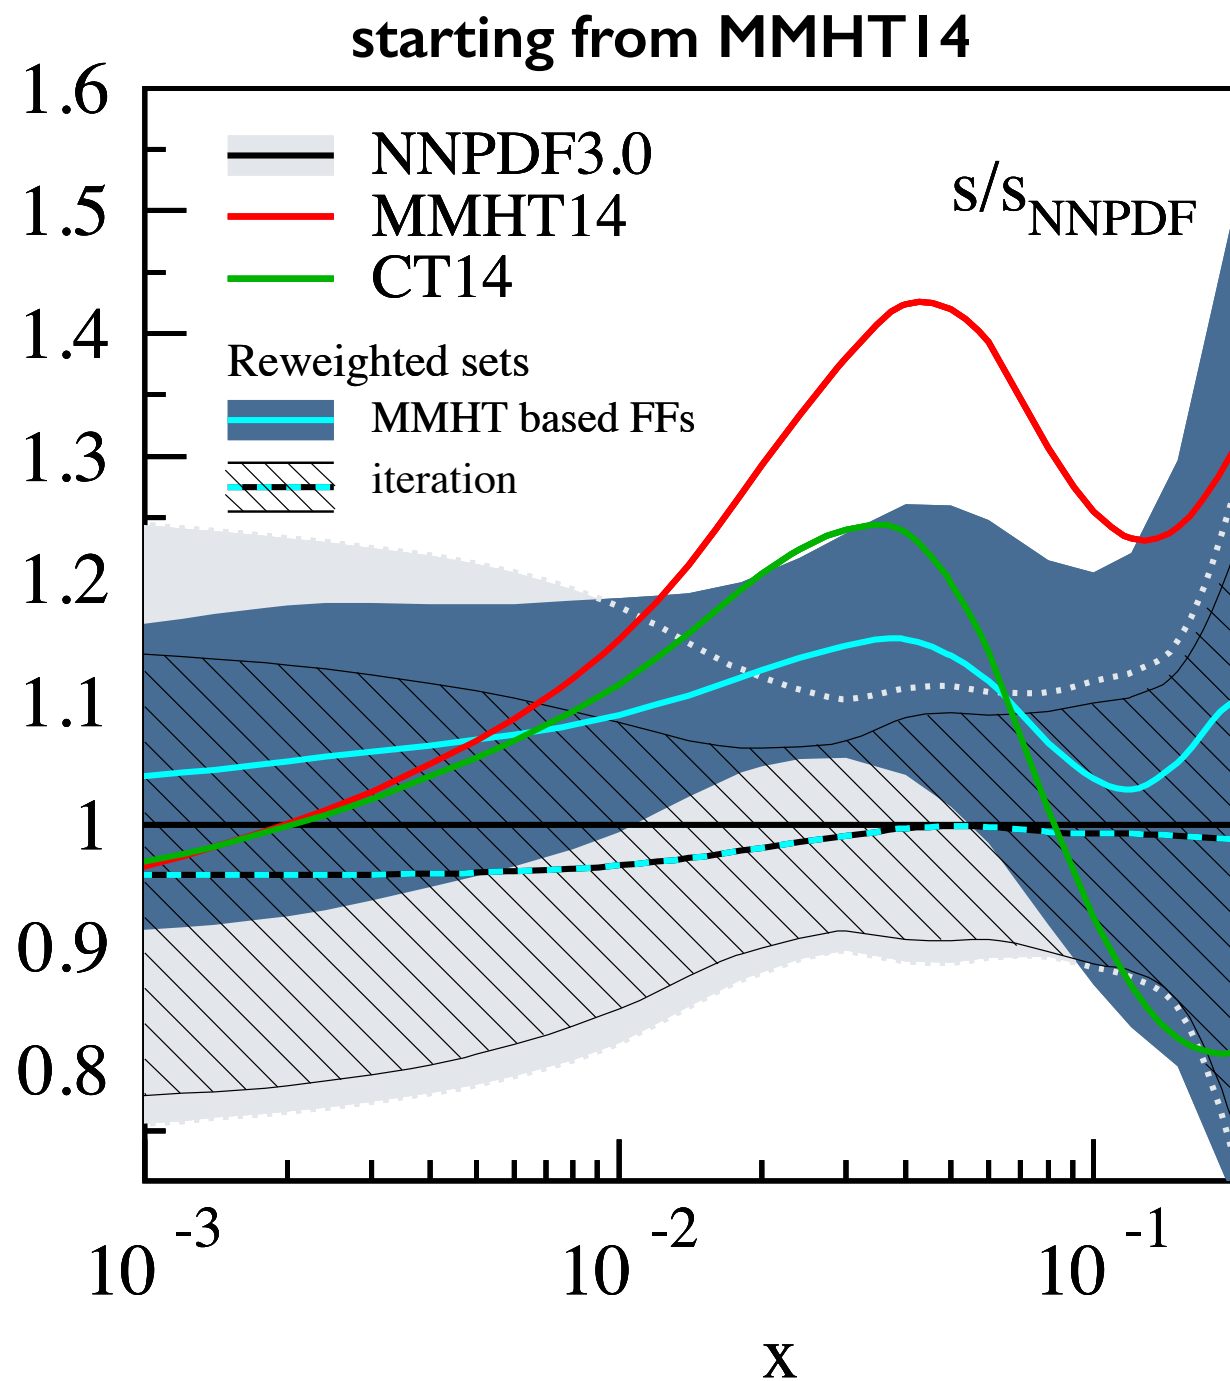 starting from MMHT14
1.6
NNPDF3.0
s/sNNPDF
1.5
MMHT14
CT14
1.4
Reweighted sets
MMHT based FFs
1.3
iteration
1.2
1.1
1
0.9
0.8
10-3 10-2 10-1
x